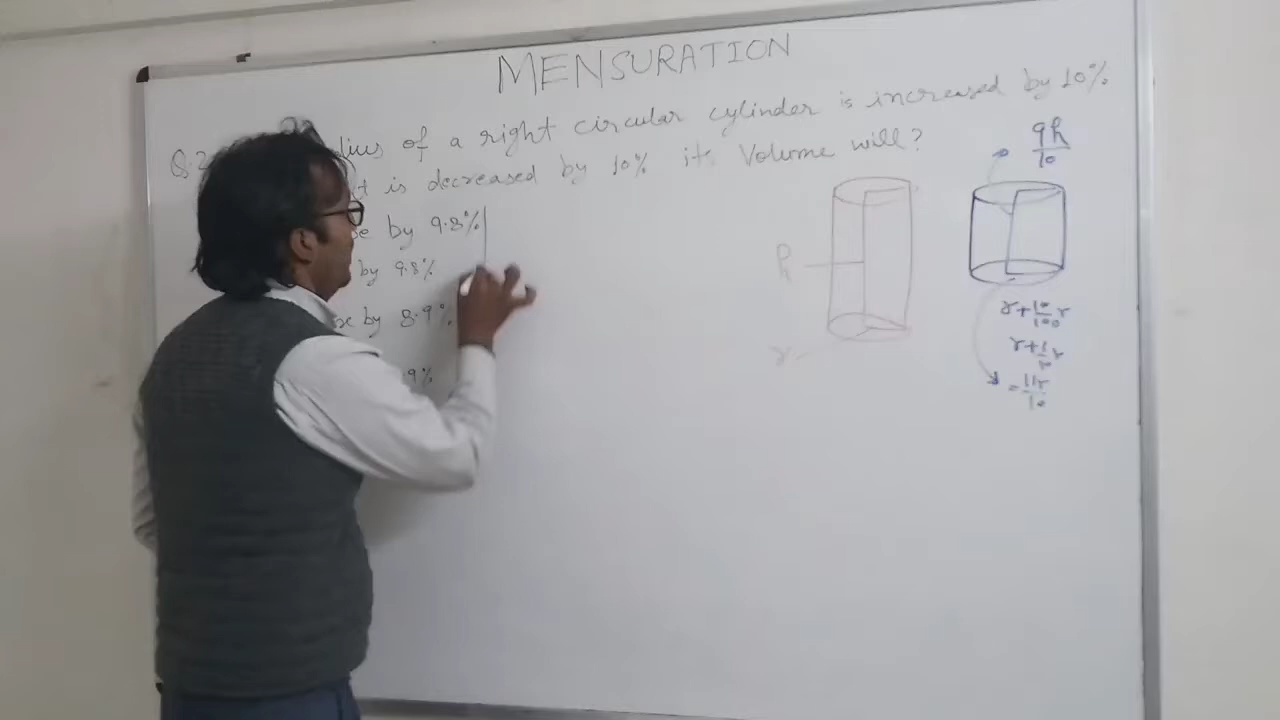 MENSURATION
Q.2 of a right circular cylinder is increased by 10%
is decreased by 10% its Volume will?
by 9.8%
by 9.8%
by 8.9%
9%
h
r
9h/10
r+10/100 r
r+1/10 r
=11r/10